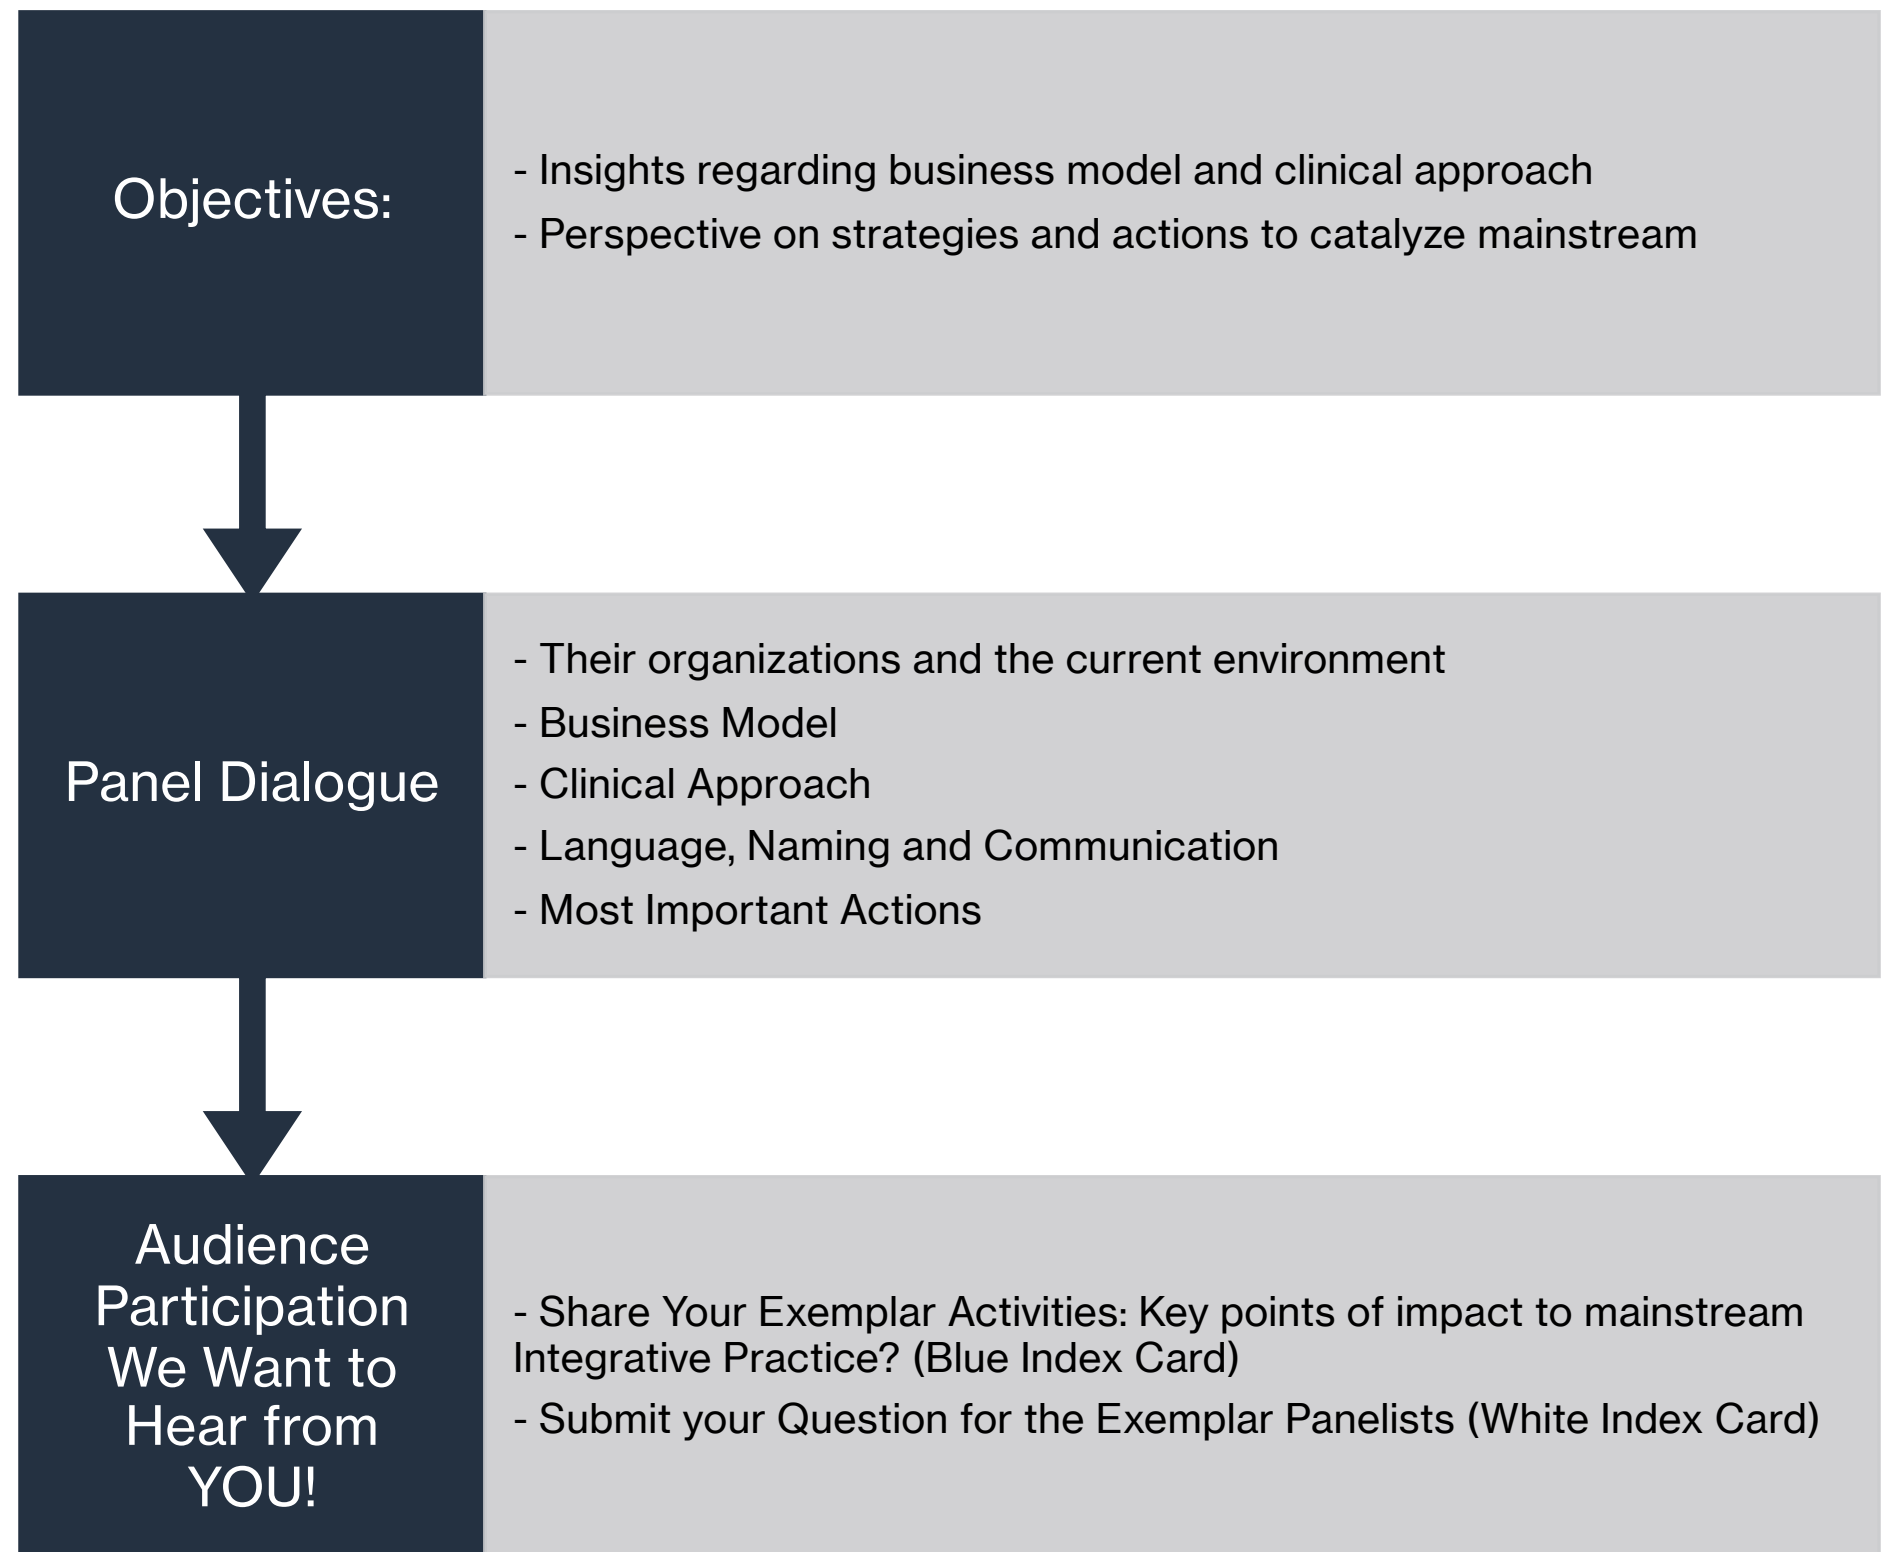 Objectives:
- Insights regarding business model and clinical approach
- Perspective on strategies and actions to catalyze mainstream
Panel Dialogue
- Their organizations and the current environment
- Business Model
- Clinical Approach
- Language, Naming and Communication
- Most Important Actions
Audience
Participation
We Want to
Hear from
YOU!
- Share Your Exemplar Activities: Key points of impact to mainstream
Integrative Practice? (Blue Index Card)
- Submit your Question for the Exemplar Panelists (White Index Card)